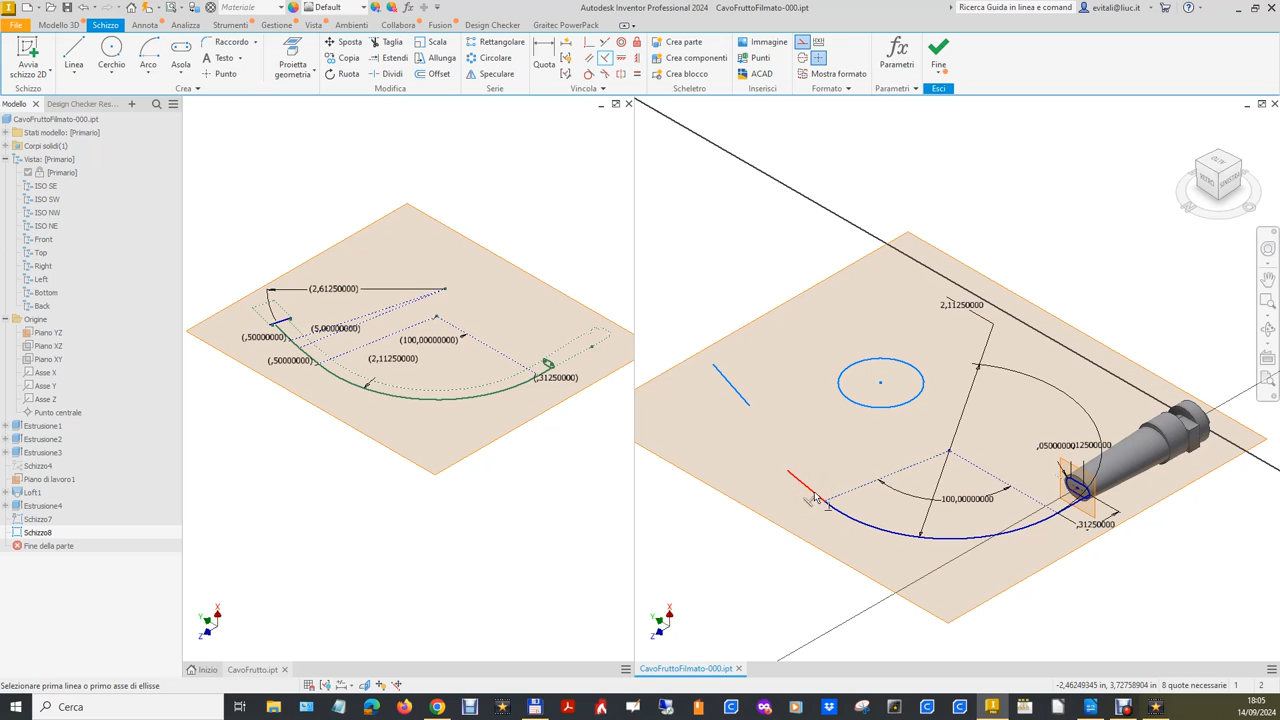 Materiale
Default
Autodesk Inventor Professional 2024 CavoFruttoFilmato-000.ipt
Ricerca Guida in linea e comand
evitali@liuc.it
File Modello 3D Schizzo Annota Analizza Strumenti Gestione Vista Ambienti Collabora Fusion Design Checker Graitec PowerPack
Avvia schizzo 2D
Linea
Cerchio
Arco
Asola
Raccordo
Testo
Punto
Proietta geometria
Sposta
Copia
Ruota
Taglia
Estendi
Dividi
Scala
Allunga
Offset
Rettangolare
Circolare
Speculare
Quota
Crea parte
Crea componenti
Crea blocco
Immagine
Punti
ACAD
Mostra formato
fx
Parametri
Fine
Schizzo
Crea
Modifica
Serie
Vincola
Scheletro
Inserisci
Formato
Parametri
Esci
Modello
Design Checker Res...
CavoFruttoFilmato-000.ipt
Stati modello: [Primario]
Corpi solidi(1)
Vista: [Primario]
[Primario]
ISO SE
ISO SW
ISO NW
ISO NE
Front
Top
Right
Left
Bottom
Back
Origine
Piano YZ
Piano XZ
Piano XY
Asse X
Asse Y
Asse Z
Punto centrale
Estrusione1
Estrusione2
Estrusione3
Schizzo4
Piano di lavoro1
Loft1
Estrusione4
Schizzo7
Schizzo8
Fine della parte
(2,61250000)
(5,00000000)
(,50000000)
(100,00000000)
(,50000000)
(2,11250000)
(,31250000)
X
Y
Z
2,11250000
,05000000
12500000
100,00000000
,31250000
RETRO
SINISTRO
X
Y
Z
Inizio
CavoFrutto.ipt
CavoFruttoFilmato-000.ipt
Selezionare prima linea o primo asse di ellisse
-2,46249345 in, 3,72758904 in
8 quote necessarie
1
2
Cerca
18:05
14/09/2024